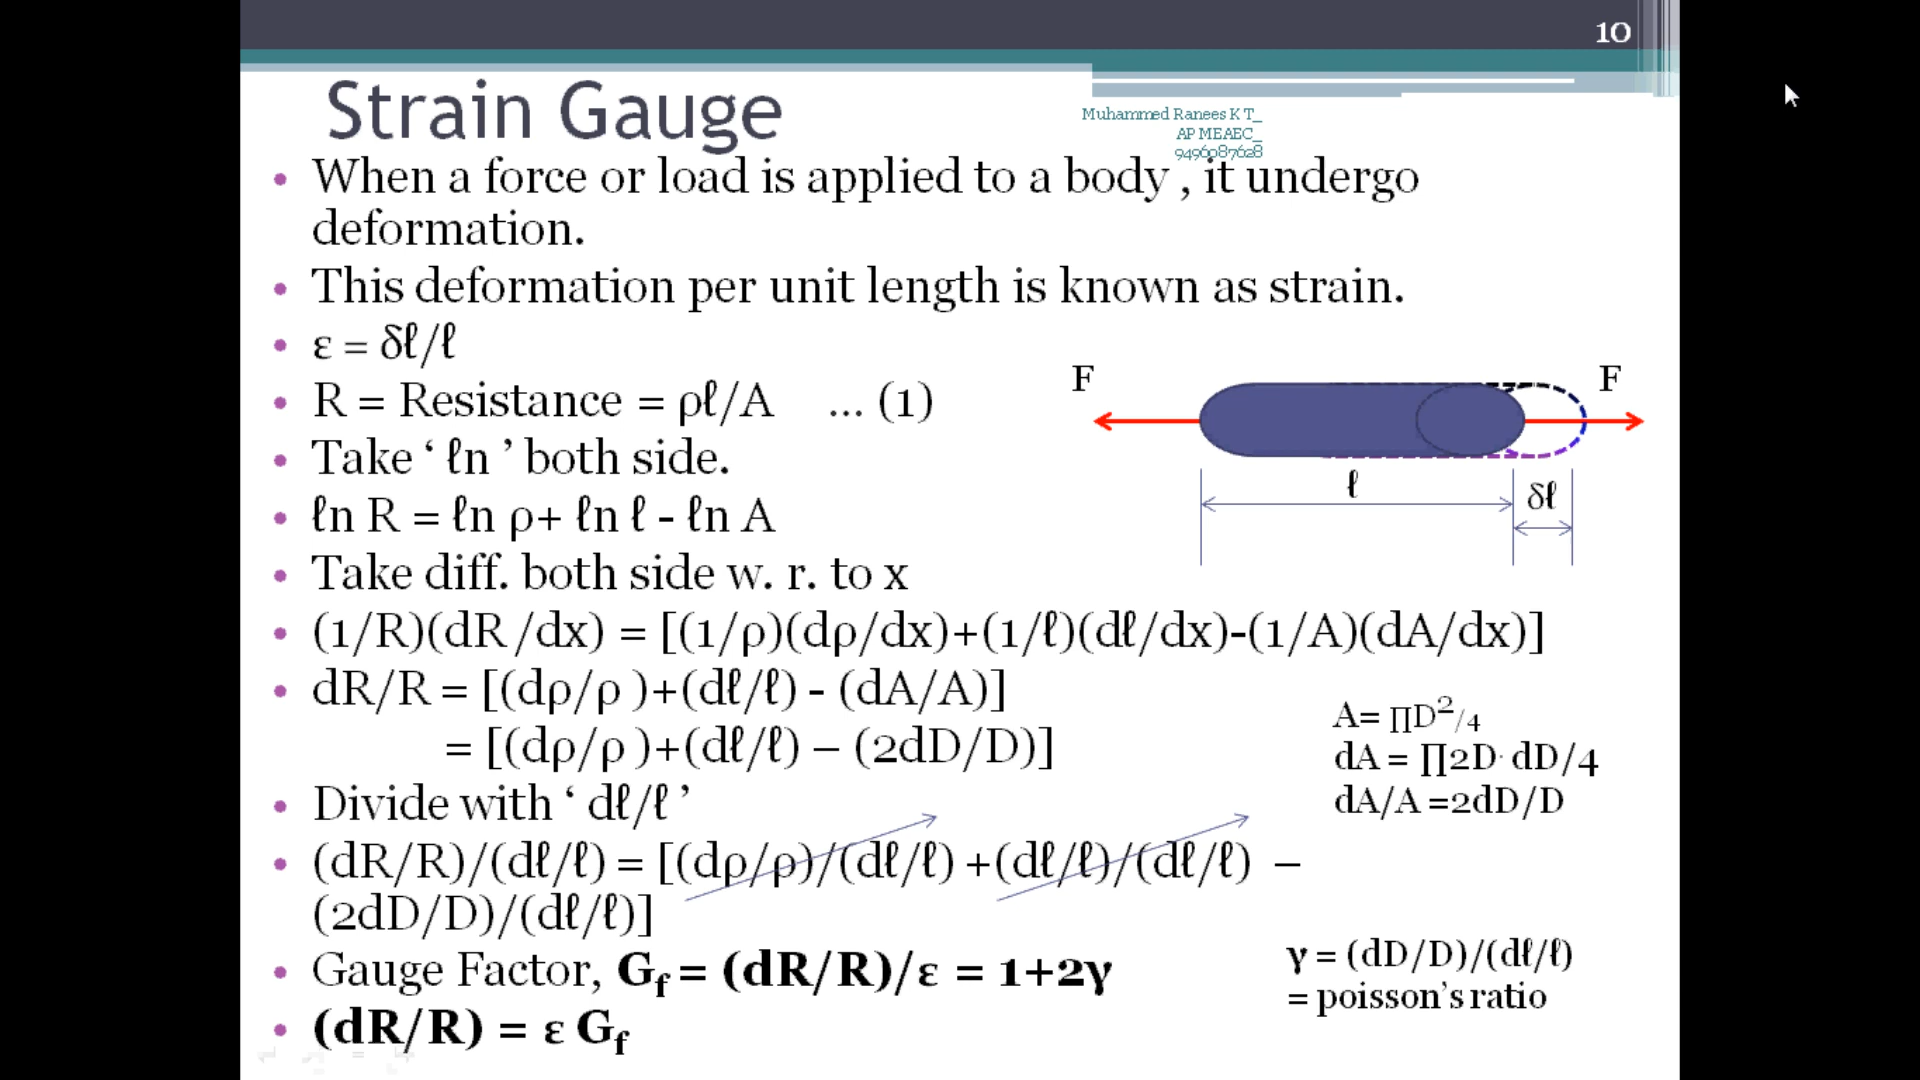 10
Strain Gauge
Muhammed Ranees K T_
AP MEAEC_
9496087628
• When a force or load is applied to a body , it undergo
deformation.
• This deformation per unit length is known as strain.
• ε = δℓ/ℓ
• R = Resistance = ρℓ/A ... (1)
F
F
ℓ
δℓ
• Take ‘ ℓn ’ both side.
• ℓn R = ℓn ρ+ ℓn ℓ - ℓn A
• Take diff. both side w. r. to x
• (1/R)(dR/dx) = [(1/ρ)(dρ/dx)+(1/ℓ)(dℓ/dx)-(1/A)(dA/dx)]
• dR/R = [(dρ/ρ )+(dℓ/ℓ) - (dA/A)]
= [(dρ/ρ )+(dℓ/ℓ) – (2dD/D)]
A= ∏D²/4
dA = ∏2D· dD/4
dA/A =2dD/D
• Divide with ‘ dℓ/ℓ ’
• (dR/R)/(dℓ/ℓ) = [(dρ/ρ)/(dℓ/ℓ) +(dℓ/ℓ)/(dℓ/ℓ) –
(2dD/D)/(dℓ/ℓ)]
• Gauge Factor, Gf = (dR/R)/ε = 1+2γ
• (dR/R) = ε Gf
γ = (dD/D)/(dℓ/ℓ)
= poisson’s ratio